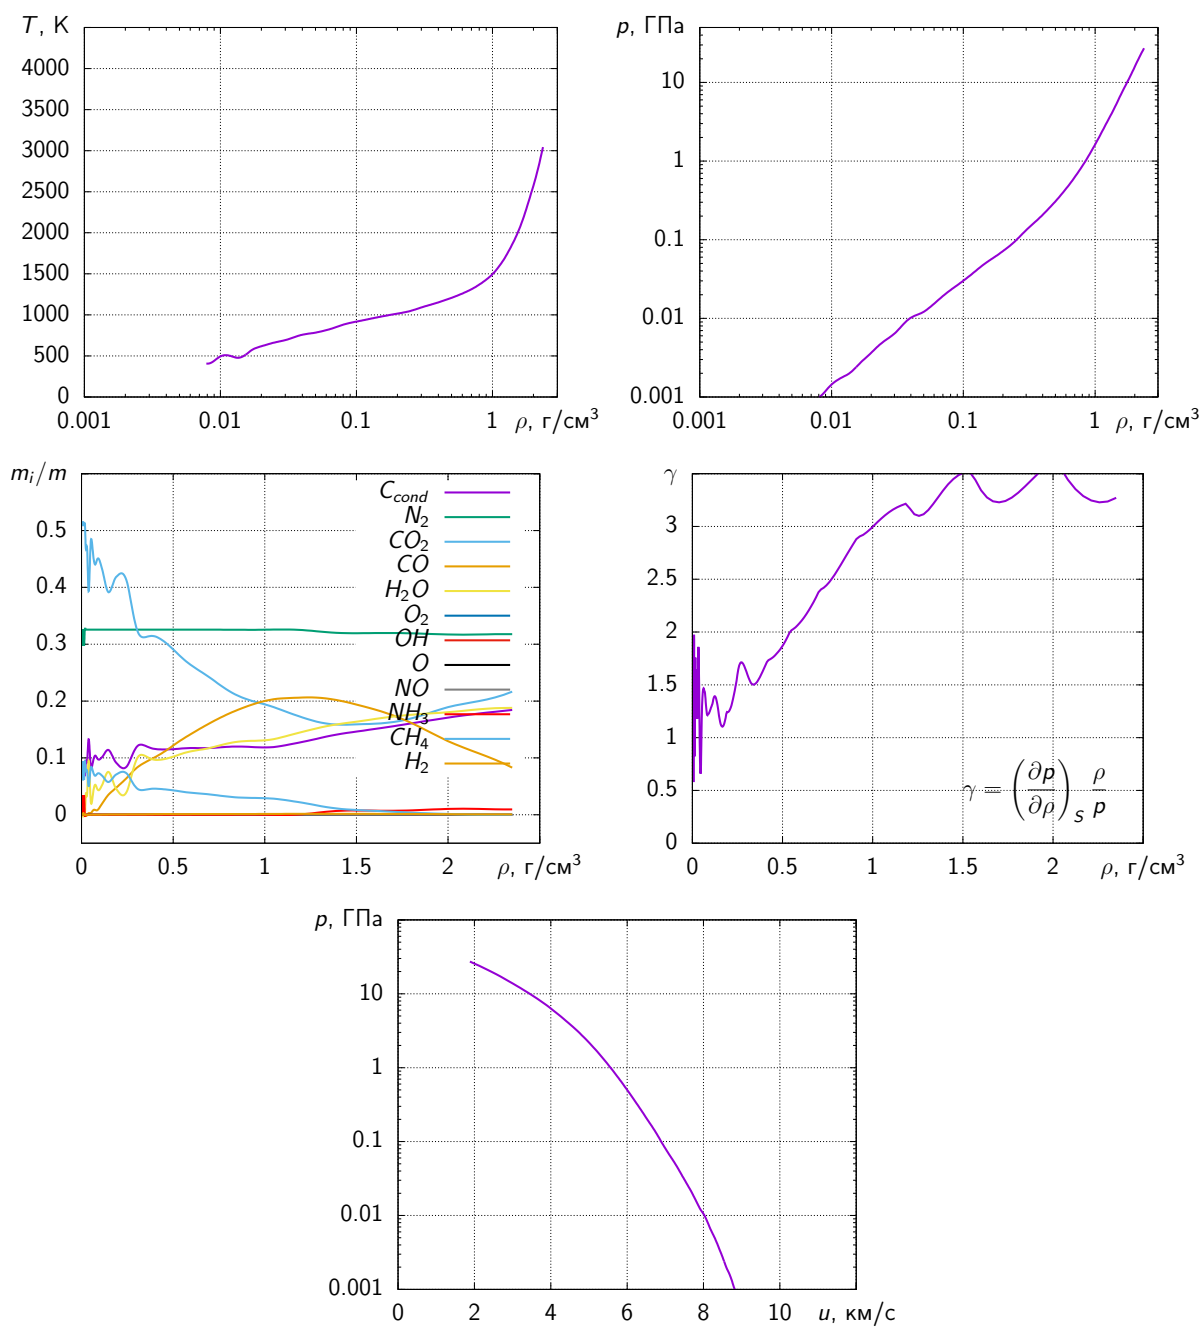 T, K
4000
3500
3000
2500
2000
1500
1000
500
0
0.001
0.01
0.1
1
ρ, г/см³
p, ГПа
10
1
0.1
0.01
0.001
0.001
0.01
0.1
1
ρ, г/см³
m_i/m
0.5
0.4
0.3
0.2
0.1
0
0
0.5
1
1.5
2
ρ, г/см³
C_cond
N₂
CO₂
CO
H₂O
O₂
OH
O
NO
NH₃
CH₄
H₂
γ
3
2.5
2
1.5
1
0.5
0
0
0.5
1
1.5
2
ρ, г/см³
γ = (∂p/∂ρ)_S ρ/p
p, ГПа
10
1
0.1
0.01
0.001
0
2
4
6
8
10
u, км/с